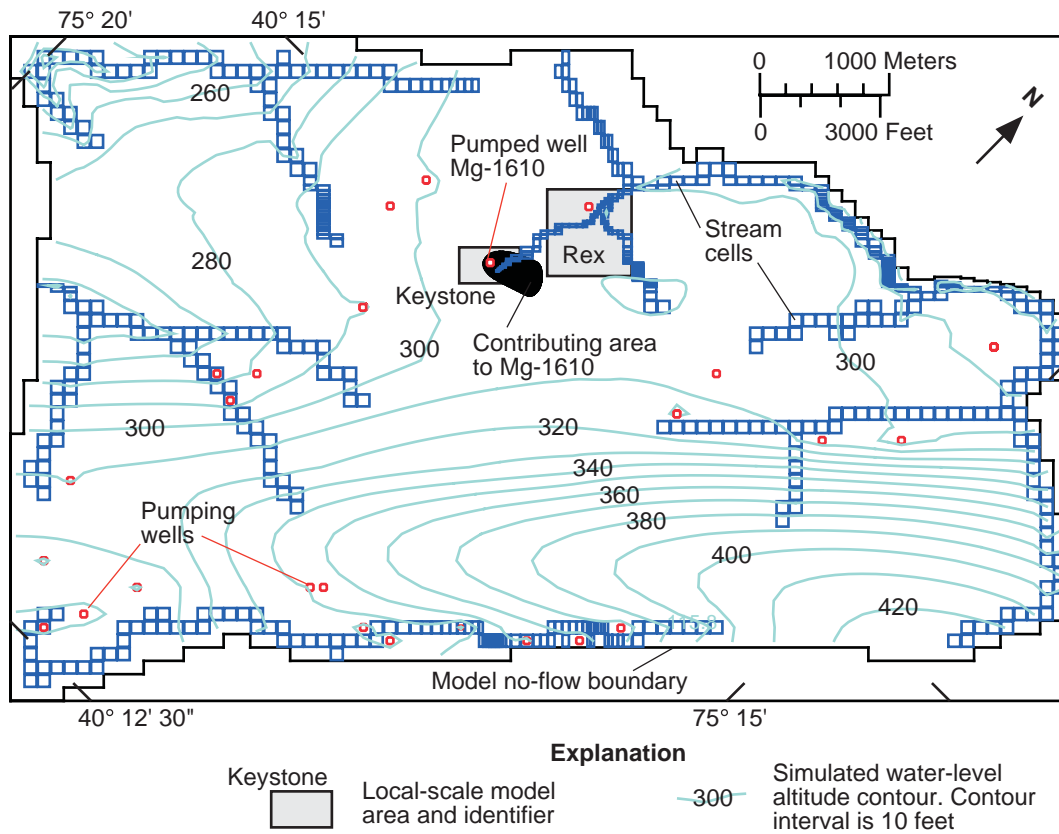 75° 20'
40° 15'
0 1000 Meters
0 3000 Feet
N
260
Pumped well
Mg-1610
Stream
cells
Rex
280
Keystone
Contributing area
to Mg-1610
300
300
300
320
340
360
380
400
420
Pumping
wells
Model no-flow boundary
40° 12' 30"
75° 15'
Explanation
Keystone
Local-scale model
area and identifier
300
Simulated water-level
altitude contour. Contour
interval is 10 feet